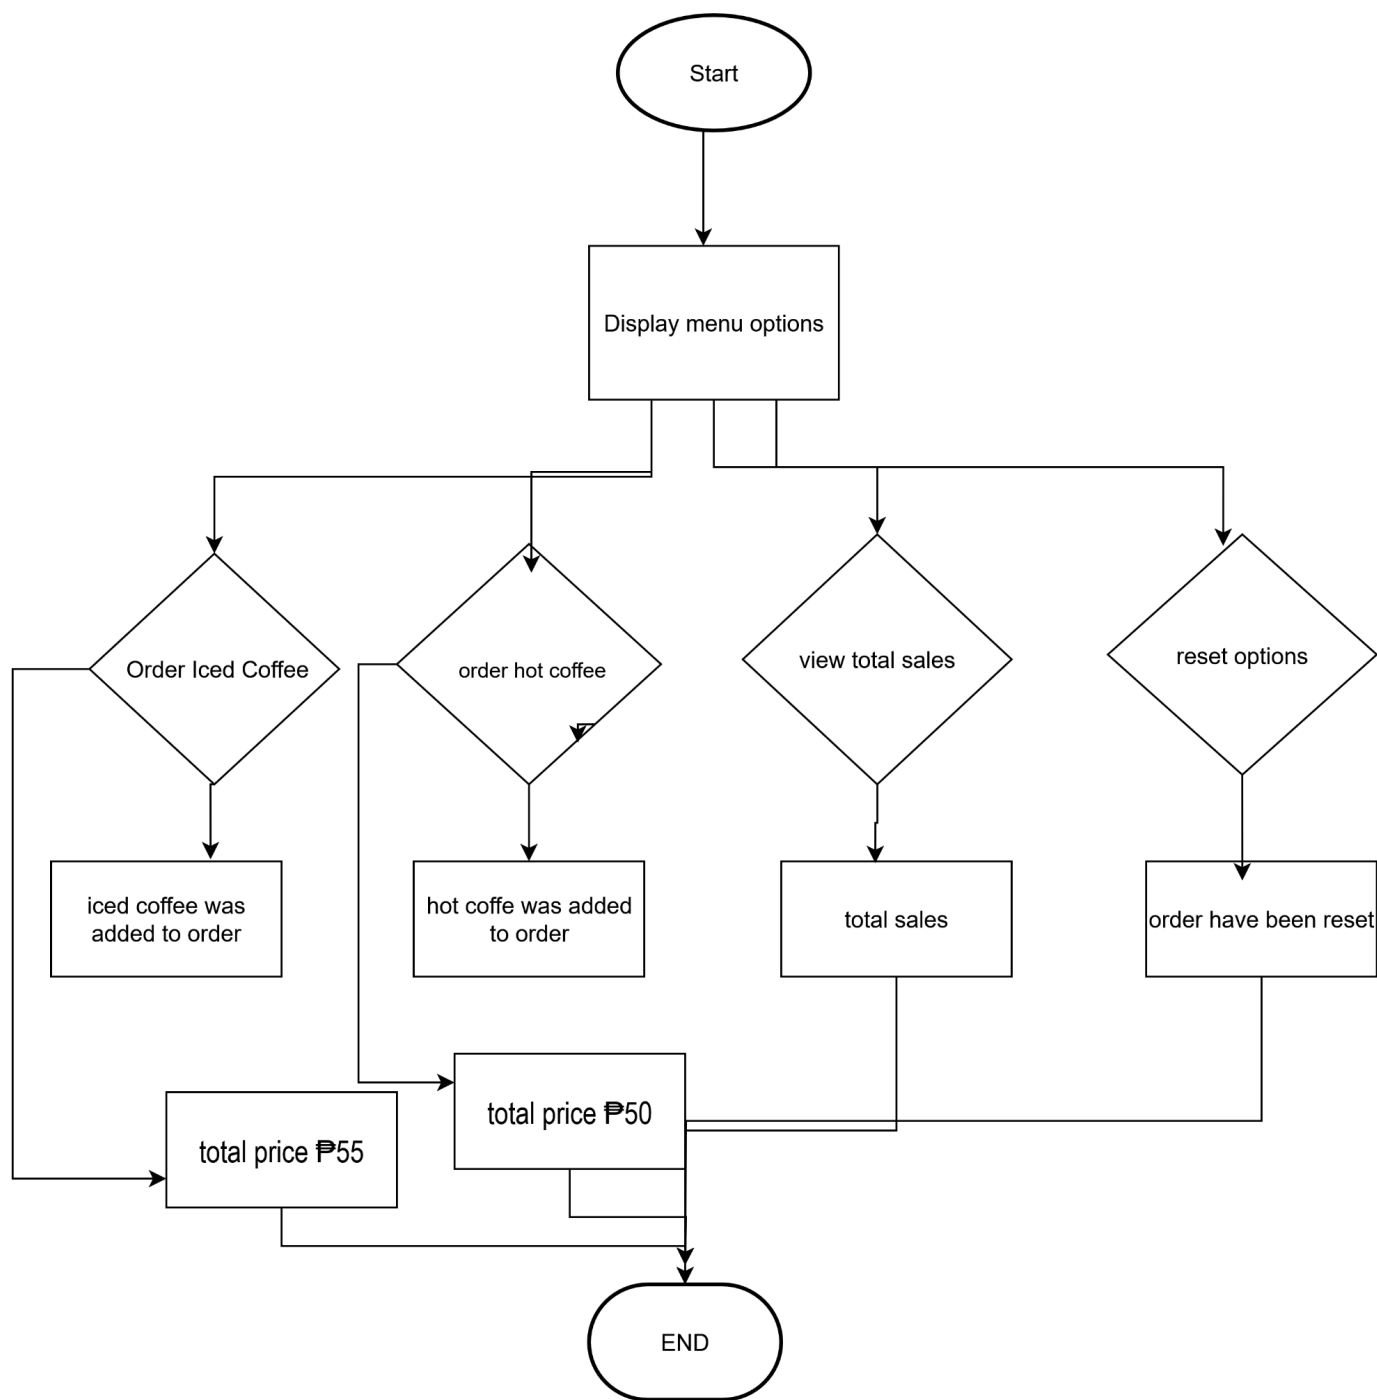 Start
Display menu options
Order Iced Coffee
order hot coffee
view total sales
reset options
iced coffee was
added to order
hot coffe was added
to order
total sales
order have been reset
total price ₱50
total price ₱55
END